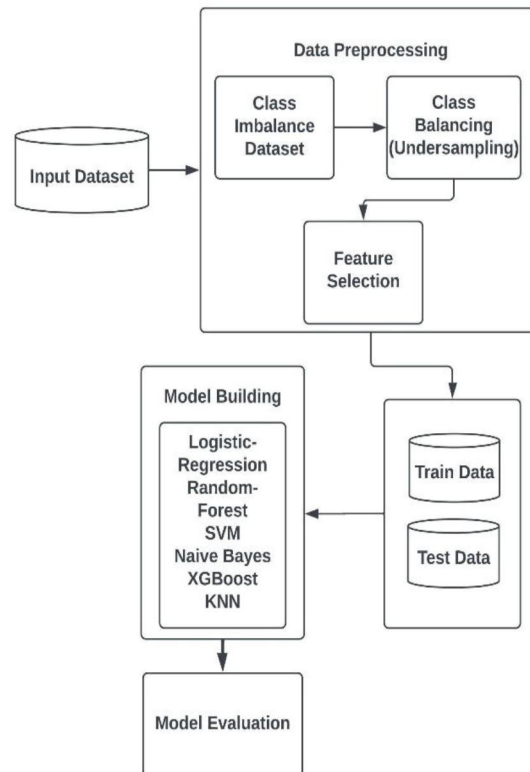 Data Preprocessing
Class
Imbalance
Dataset
Class
Balancing
(Undersampling)
Input Dataset
Feature
Selection
Model Building
Logistic-
Regression
Random-
Forest
SVM
Naive Bayes
XGBoost
KNN
Train Data
Test Data
Model Evaluation